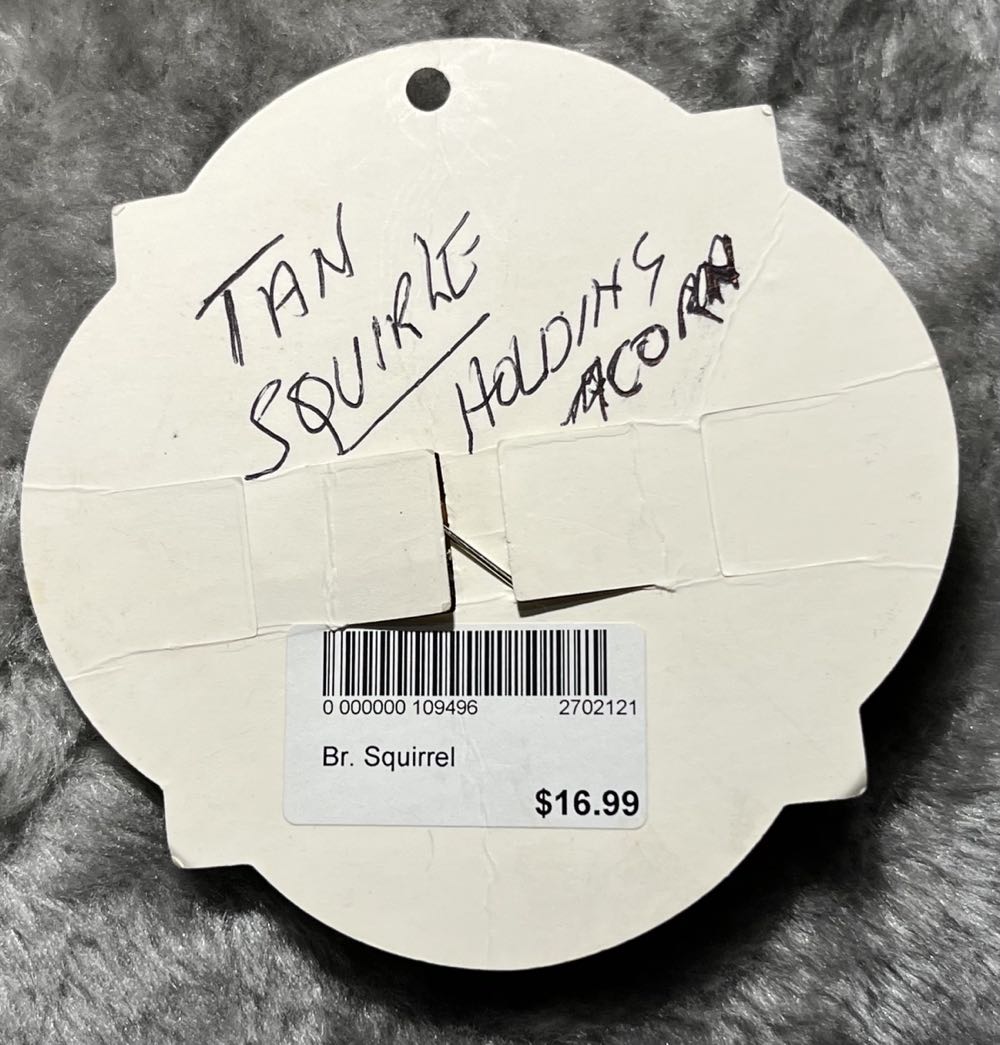 TAN
SQUIRLE
HOLDING
ACORN
0 000000 109496 2702121
Br. Squirrel
$16.99